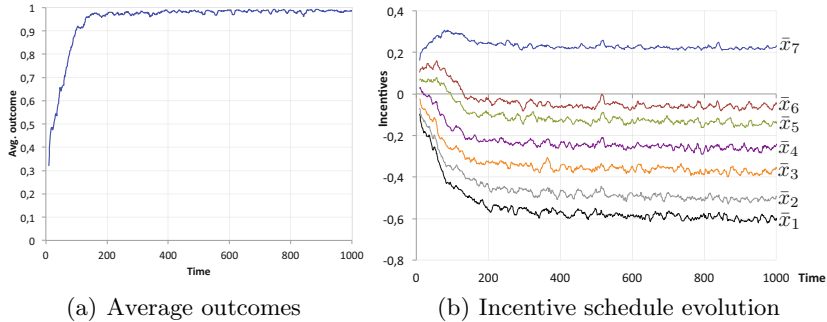 1
0,9
0,8
0,7
0,6
0,5
0,4
0,3
0,2
0,1
0
Avg. outcome
0 200 400 600 800 1000
Time
(a) Average outcomes
0,4
0,2
0
-0,2
-0,4
-0,6
-0,8
Incentives
0 200 400 600 800 1000 Time
x̄7
x̄6
x̄5
x̄4
x̄3
x̄2
x̄1
(b) Incentive schedule evolution